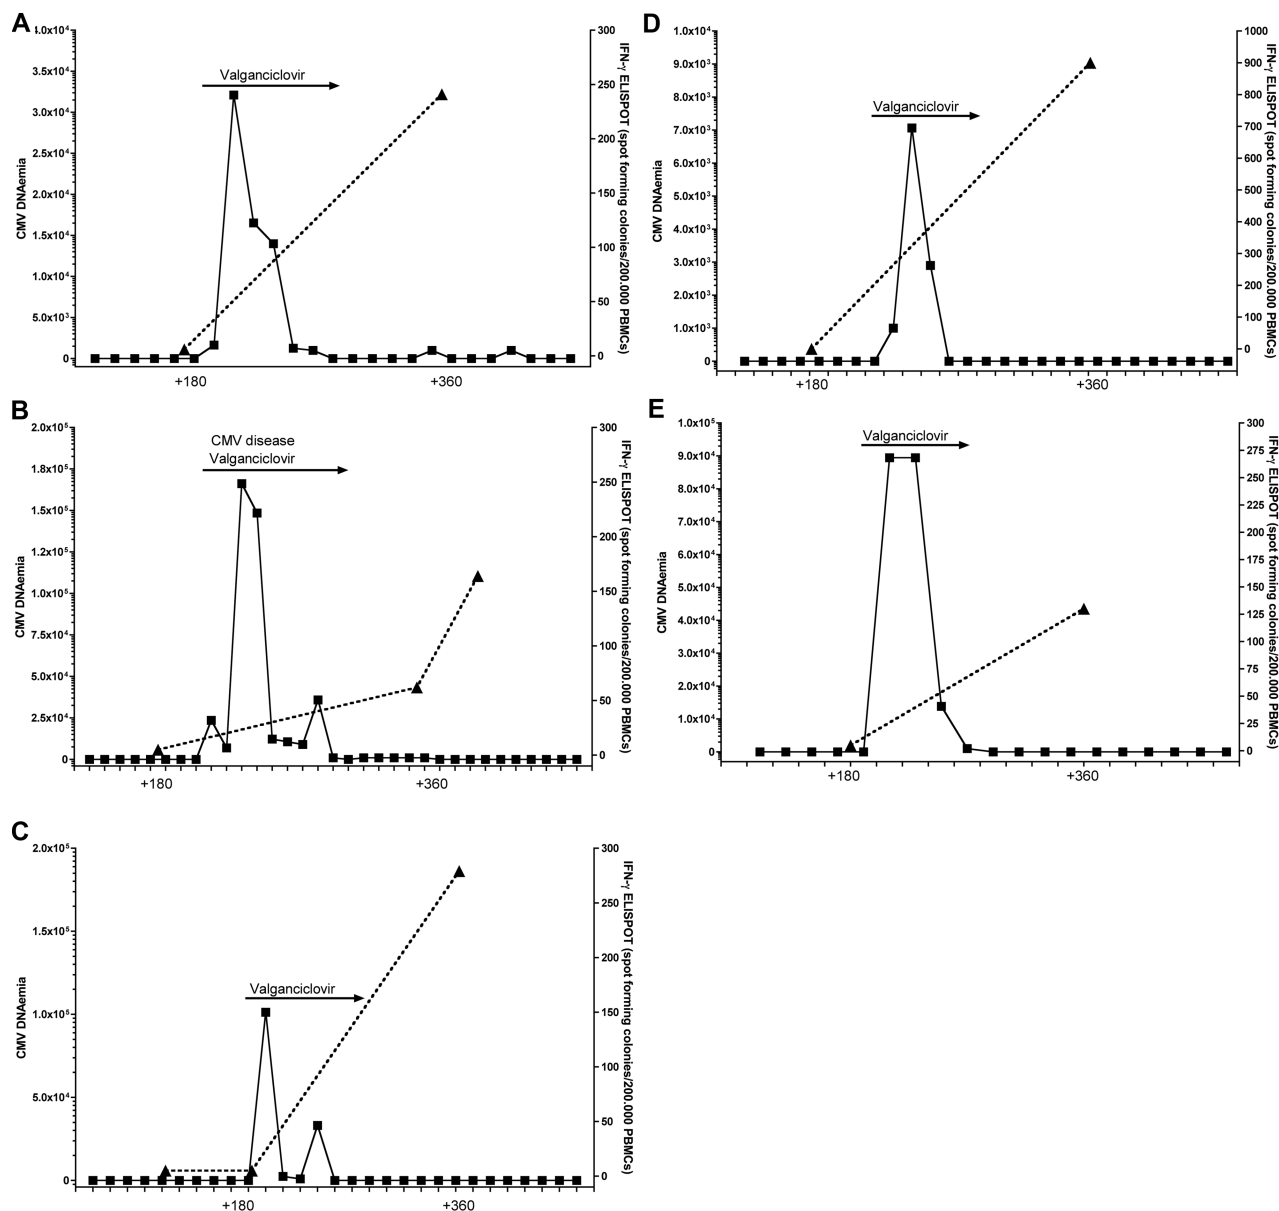 A
1.0x10⁴
3.5x10⁴
3.0x10⁴
2.5x10⁴
2.0x10⁴
1.5x10⁴
1.0x10⁴
5.0x10³
0
CMV DNAemia
Valganciclovir
+180
+360
300
250
200
150
100
50
0
IFN-γ ELISPOT (spot forming colonies/200.000 PBMCs)
B
2.0x10⁵
1.8x10⁵
1.5x10⁵
1.2x10⁵
1.0x10⁵
7.5x10⁴
5.0x10⁴
2.5x10⁴
0
CMV DNAemia
CMV disease
Valganciclovir
+180
+360
300
250
200
150
100
50
0
IFN-γ ELISPOT (spot forming colonies/200.000 PBMCs)
C
2.0x10⁵
1.5x10⁵
1.0x10⁵
5.0x10⁴
0
CMV DNAemia
Valganciclovir
+180
+360
300
250
200
150
100
50
0
IFN-γ ELISPOT (spot forming colonies/200.000 PBMCs)
D
1.0x10⁴
9.0x10³
8.0x10³
7.0x10³
6.0x10³
5.0x10³
4.0x10³
3.0x10³
2.0x10³
1.0x10³
0
CMV DNAemia
Valganciclovir
+180
+360
1000
900
800
700
600
500
400
300
200
100
0
IFN-γ ELISPOT (spot forming colonies/200.000 PBMCs)
E
1.0x10⁵
9.0x10⁴
8.0x10⁴
7.0x10⁴
6.0x10⁴
5.0x10⁴
4.0x10⁴
3.0x10⁴
2.0x10⁴
1.0x10⁴
0
CMV DNAemia
Valganciclovir
+180
+360
300
275
250
225
200
175
150
125
100
75
50
25
0
IFN-γ ELISPOT (spot forming colonies/200.000 PBMCs)